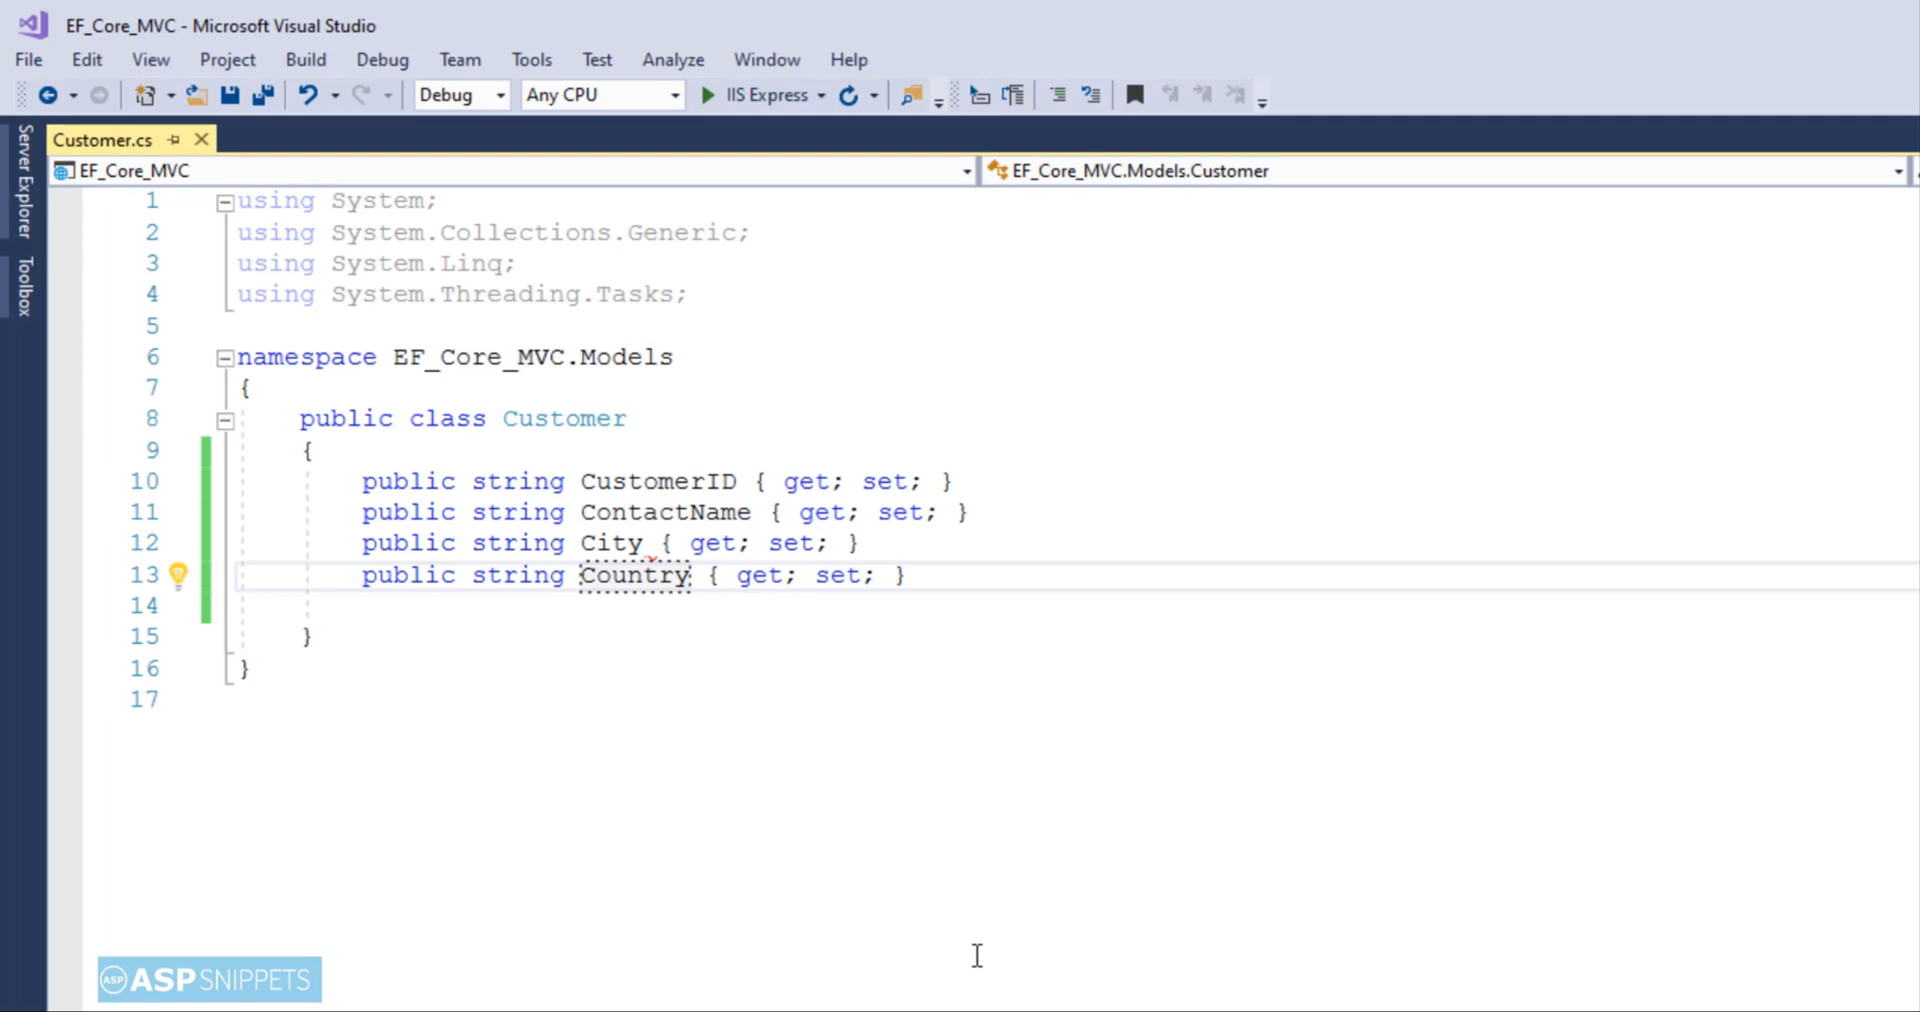 EF_Core_MVC - Microsoft Visual Studio
File Edit View Project Build Debug Team Tools Test Analyze Window Help
Debug Any CPU IIS Express
Server Explorer
Toolbox
Customer.cs
EF_Core_MVC EF_Core_MVC.Models.Customer
1 using System;
2 using System.Collections.Generic;
3 using System.Linq;
4 using System.Threading.Tasks;
5
6 namespace EF_Core_MVC.Models
7 {
8 public class Customer
9 {
10 public string CustomerID { get; set; }
11 public string ContactName { get; set; }
12 public string City { get; set; }
13 public string Country { get; set; }
14
15 }
16 }
17
ASP ASPSNIPPETS